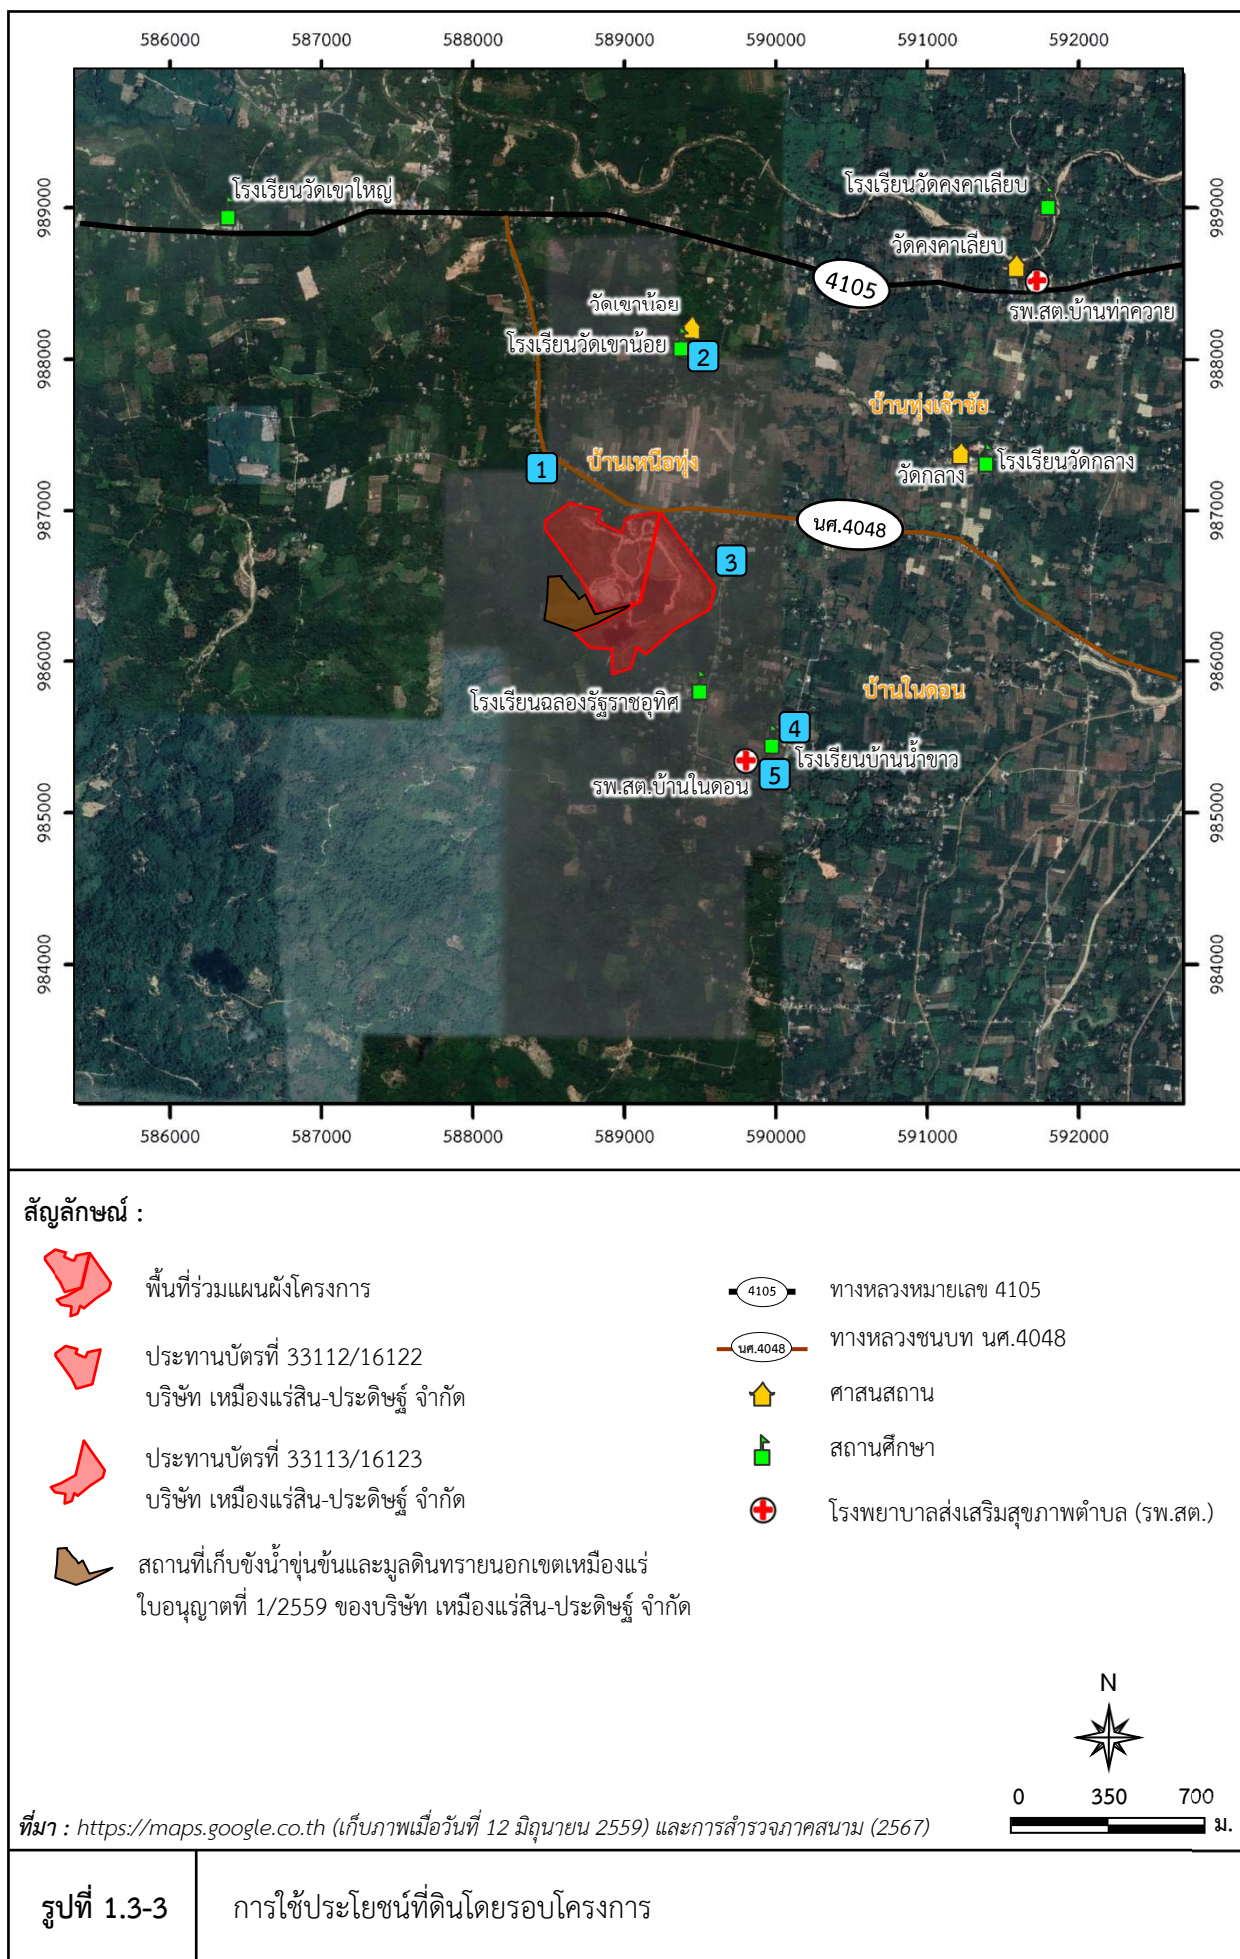 586000 587000 588000 589000 590000 591000 592000
989000
988000
987000
986000
985000
984000
989000
988000
987000
986000
985000
984000
โรงเรียนวัดเขาใหญ่
โรงเรียนวัดคงคาเลียบ
วัดคงคาเลียบ
4105
รพ.สต.บ้านท่าควาย
วัดเขาน้อย
โรงเรียนวัดเขาน้อย
2
บ้านทุ่งเจ้าชัย
1
บ้านเหนือทุ่ง
วัดกลาง
โรงเรียนวัดกลาง
นศ.4048
3
บ้านในดอน
โรงเรียนฉลองรัฐราชอุทิศ
4
โรงเรียนบ้านน้ำขาว
5
รพ.สต.บ้านในดอน
586000 587000 588000 589000 590000 591000 592000
สัญลักษณ์ :
พื้นที่ร่วมแผนผังโครงการ
ประทานบัตรที่ 33112/16122
บริษัท เหมืองแร่สิน-ประดิษฐ์ จำกัด
ประทานบัตรที่ 33113/16123
บริษัท เหมืองแร่สิน-ประดิษฐ์ จำกัด
สถานที่เก็บขังน้ำขุ่นข้นและมูลดินทรายนอกเขตเหมืองแร่
ใบอนุญาตที่ 1/2559 ของบริษัท เหมืองแร่สิน-ประดิษฐ์ จำกัด
4105 ทางหลวงหมายเลข 4105
นศ.4048 ทางหลวงชนบท นศ.4048
ศาสนสถาน
สถานศึกษา
โรงพยาบาลส่งเสริมสุขภาพตำบล (รพ.สต.)
N
0 350 700
ม.
ที่มา : https://maps.google.co.th (เก็บภาพเมื่อวันที่ 12 มิถุนายน 2559) และการสำรวจภาคสนาม (2567)
รูปที่ 1.3-3 การใช้ประโยชน์ที่ดินโดยรอบโครงการ